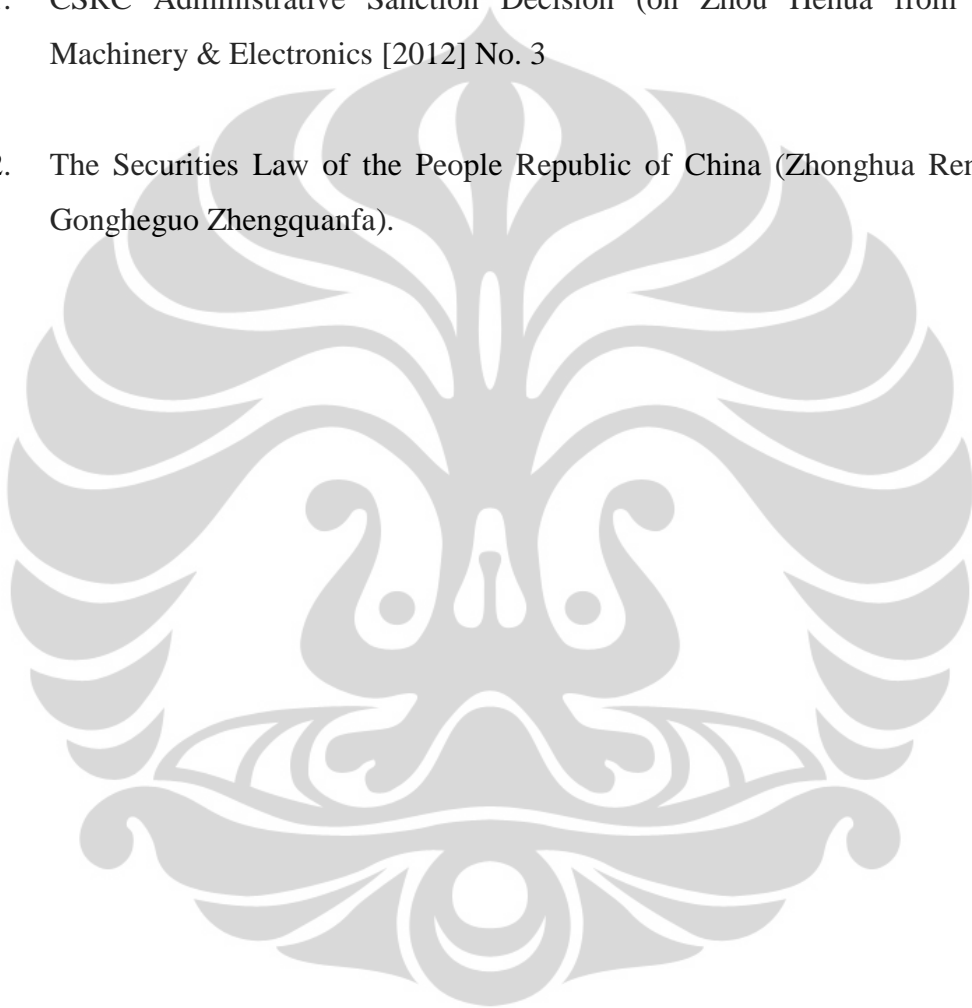 CSRC Administrative Sanction Decision (on Zhou Hehua from
Machinery & Electronics [2012] No. 3
2. The Securities Law of the People Republic of China (Zhonghua Ren
Gongheguo Zhengquanfa).